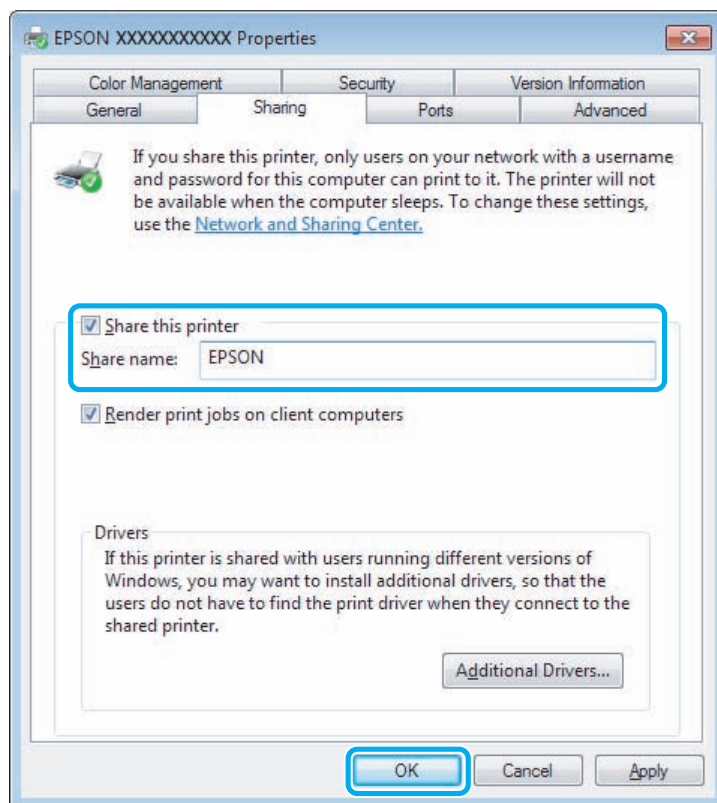 EPSON XXXXXXXXXXX Properties
Color Management Security Version Information
General Sharing Ports Advanced
If you share this printer, only users on your network with a username
and password for this computer can print to it. The printer will not
be available when the computer sleeps. To change these settings,
use the Network and Sharing Center.
Share this printer
Share name: EPSON
Render print jobs on client computers
Drivers
If this printer is shared with users running different versions of
Windows, you may want to install additional drivers, so that the
users do not have to find the print driver when they connect to the
shared printer.
Additional Drivers...
OK Cancel Apply